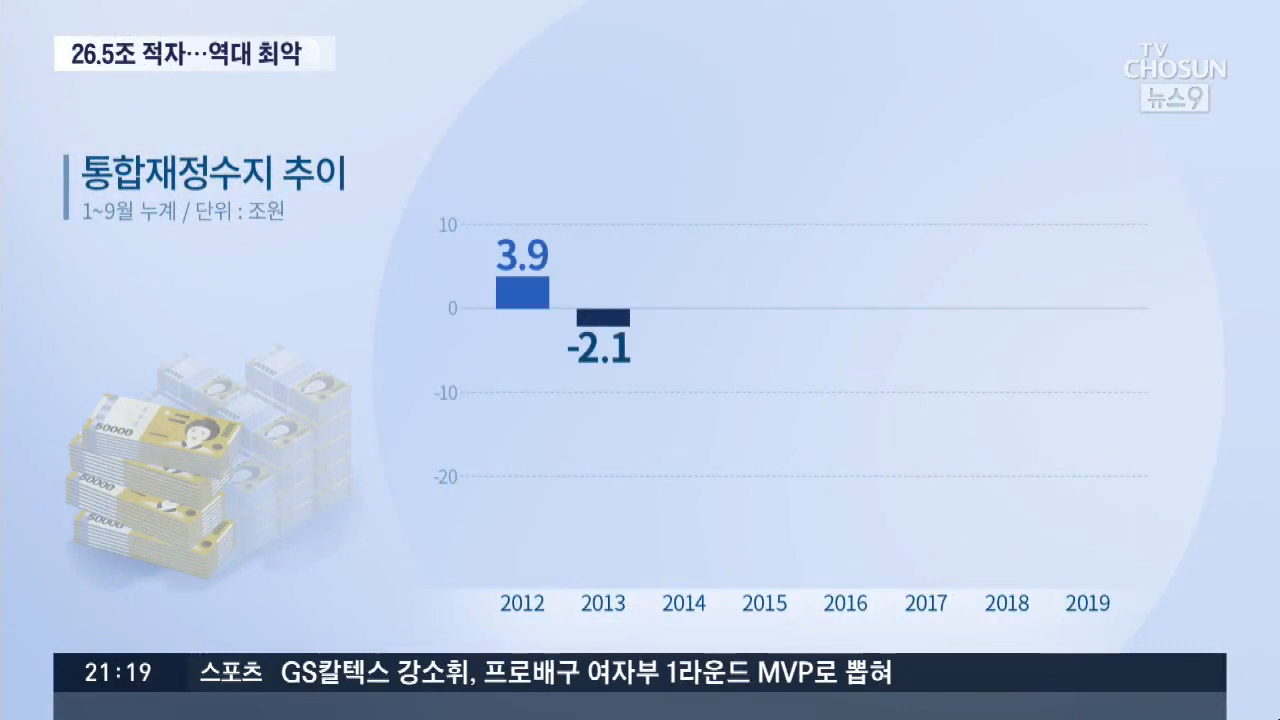 26.5조 적자…역대 최악
TV
CHOSUN
뉴스9
통합재정수지 추이
1~9월 누계 / 단위 : 조원
10
3.9
0
-2.1
-10
-20
50000
50000
50000
2012 2013 2014 2015 2016 2017 2018 2019
21:19 스포츠 GS칼텍스 강소휘, 프로배구 여자부 1라운드 MVP로 뽑혀